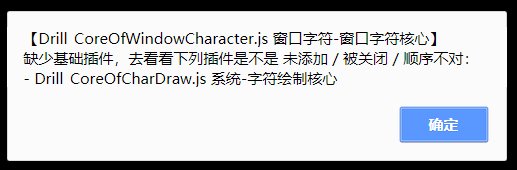 【Drill_CoreOfWindowCharacter.js 窗口字符-窗口字符核心】
缺少基础插件，去看看下列插件是不是 未添加 / 被关闭 / 顺序不对：
- Drill_CoreOfCharDraw.js 系统-字符绘制核心
确定